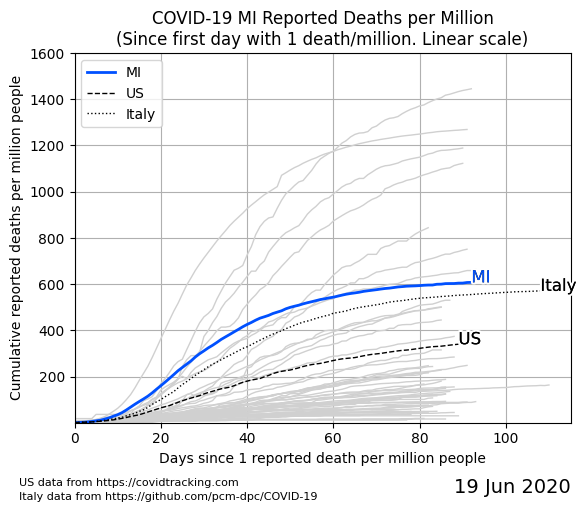 COVID-19 MI Reported Deaths per Million
(Since first day with 1 death/million. Linear scale)
Cumulative reported deaths per million people
1600
1400
1200
1000
800
600
400
200
MI
US
Italy
MI
Italy
US
0
20
40
60
80
100
Days since 1 reported death per million people
US data from https://covidtracking.com
Italy data from https://github.com/pcm-dpc/COVID-19
19 Jun 2020